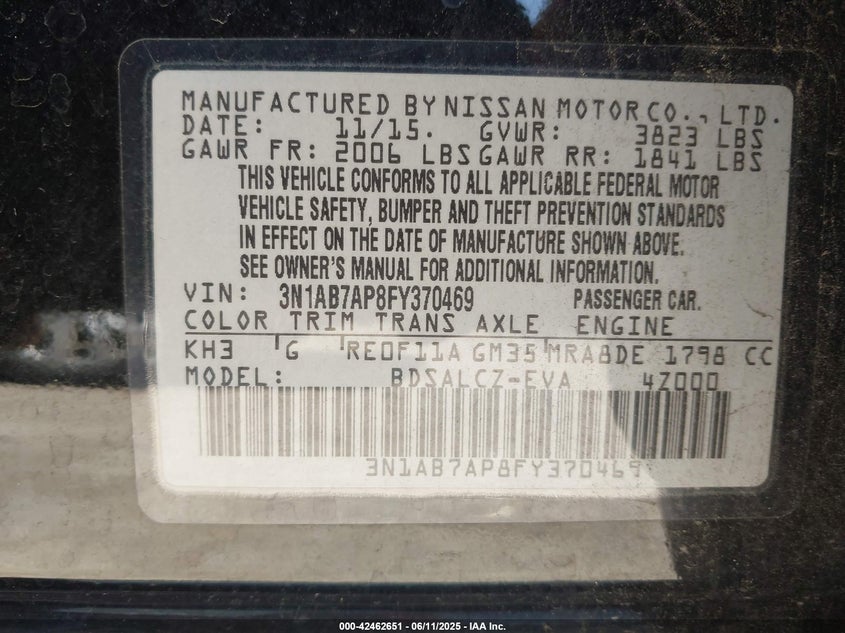 MANUFACTURED BY NISSAN MOTOR CO., LTD.
DATE: 11/15. GVWR: 3823 LBS
GAWR FR: 2006 LBS GAWR RR: 1841 LBS
THIS VEHICLE CONFORMS TO ALL APPLICABLE FEDERAL MOTOR
VEHICLE SAFETY, BUMPER AND THEFT PREVENTION STANDARDS
IN EFFECT ON THE DATE OF MANUFACTURE SHOWN ABOVE.
SEE OWNER'S MANUAL FOR ADDITIONAL INFORMATION.
VIN: 3N1AB7AP8FY370469 PASSENGER CAR.
COLOR TRIM TRANS AXLE ENGINE
KH3 G RE0F11A GM35 MRA8DE 1798 CC
MODEL: BDSALCZ-EVA 4Z000
3N1AB7AP8FY370469
000-42462651 - 06/11/2025 - IAA Inc.